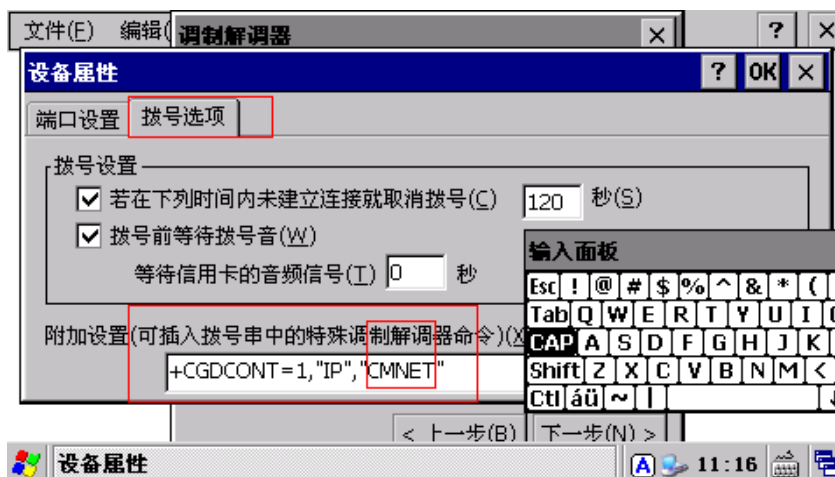 文件(F) 编辑(
调制解调器
?
设备属性
? OK
端口设置 拨号选项
拨号设置
若在下列时间内未建立连接就取消拨号(C) 120 秒(S)
拨号前等待拨号音(W)
等待信用卡的音频信号(T) 0 秒
附加设置(可插入拨号串中的特殊调制解调器命令)(X
+CGDCONT=1,"IP","CMNET"
输入面板
Esc ! @ # $ % ^ & * (
Tab Q W E R T Y U I O
CAP A S D F G H J K
Shift Z X C V B N M <
Ctl áü ~ |
< 上一步(B) 下一步(N) >
设备属性
A 11:16